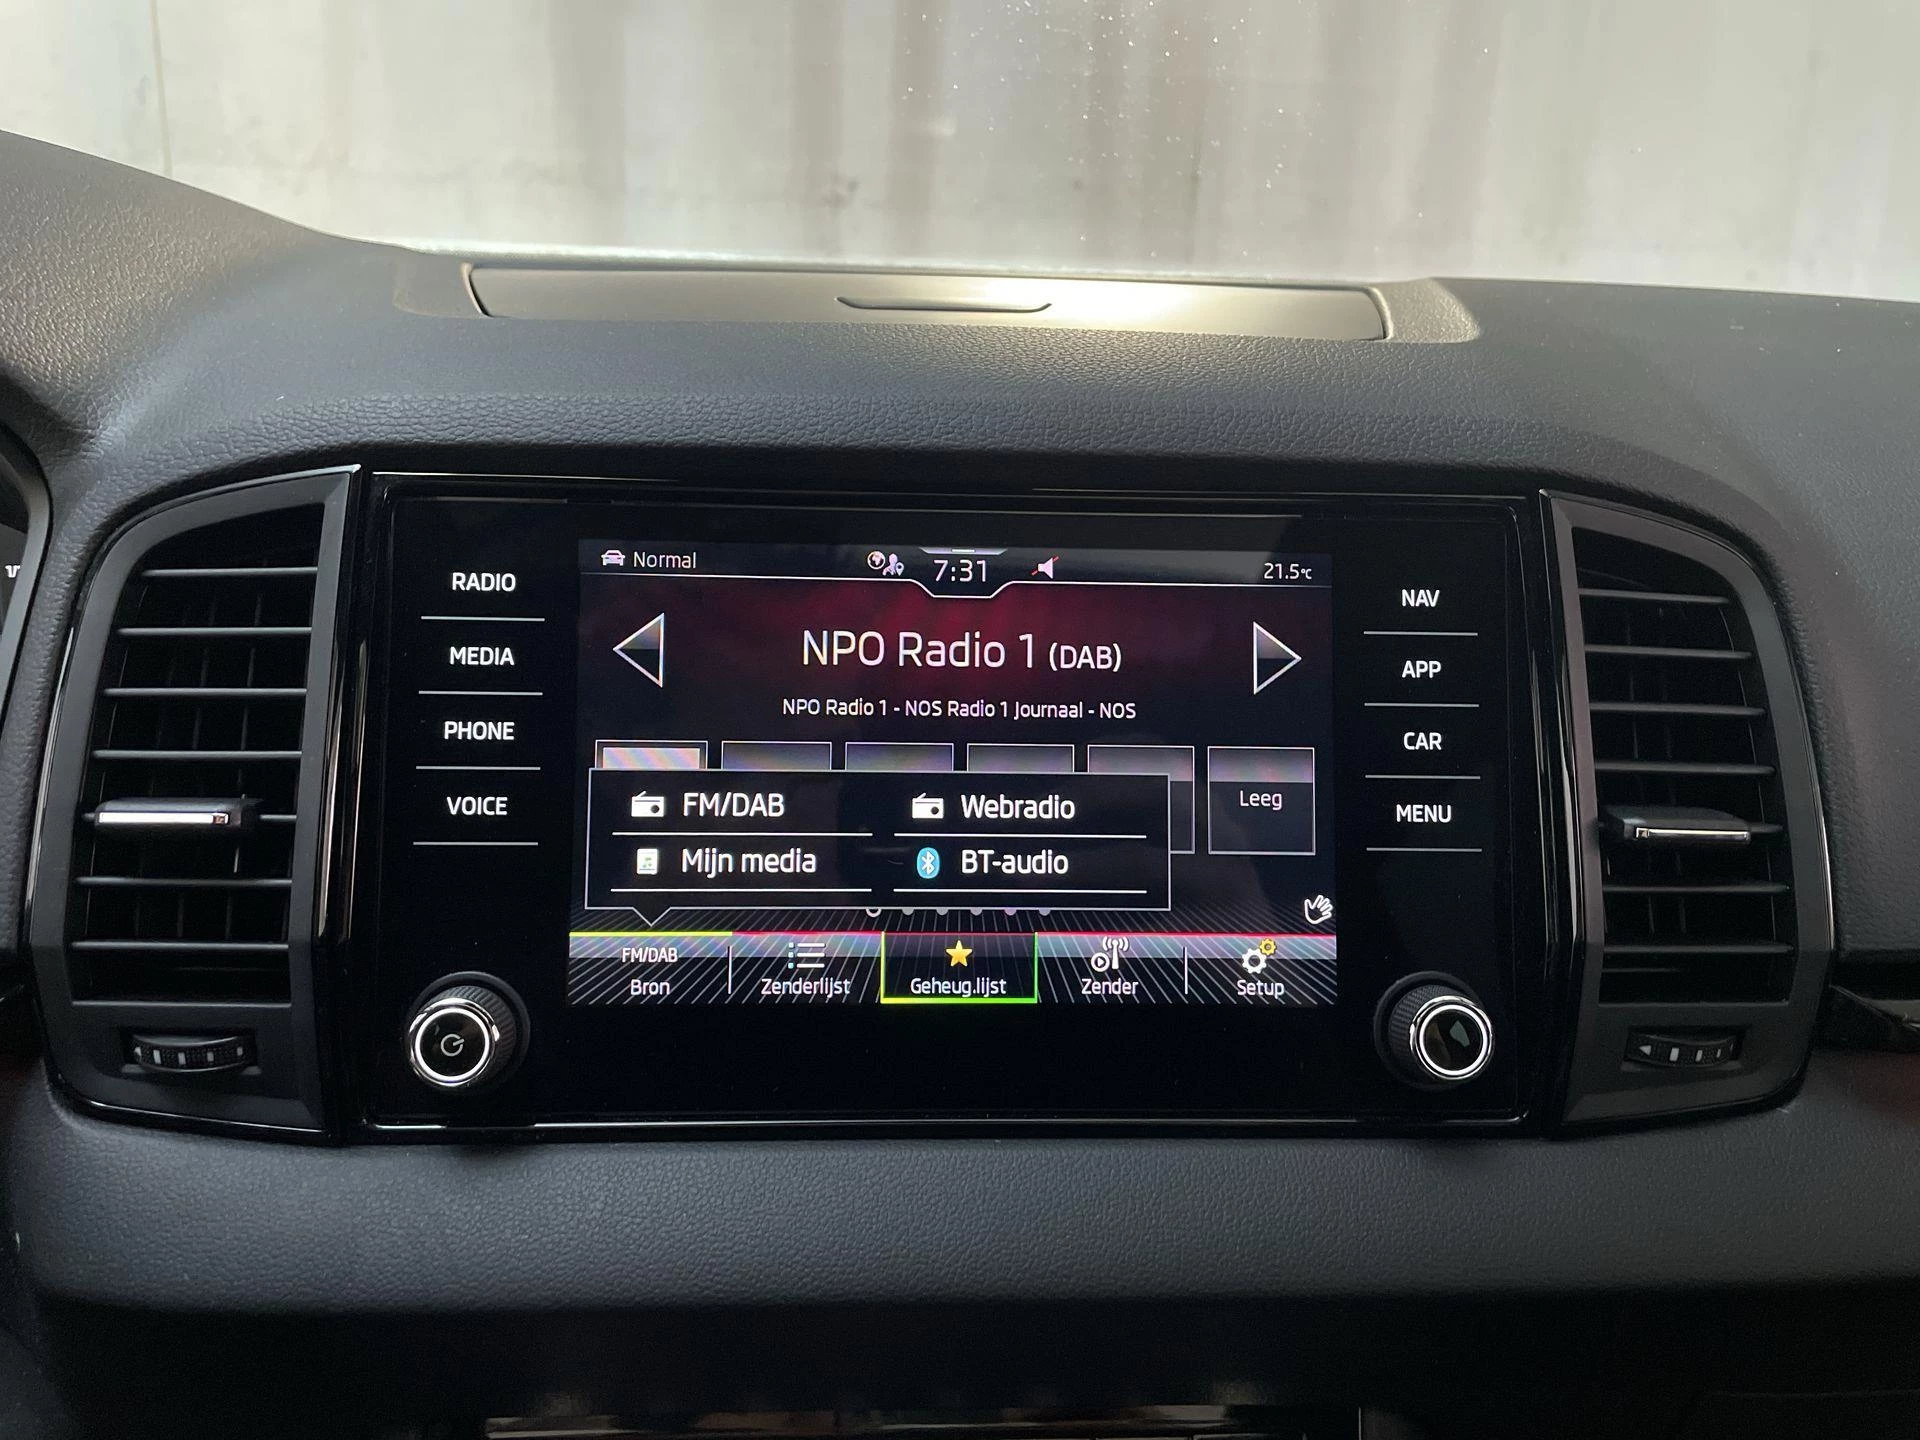 RADIO
MEDIA
PHONE
VOICE
Normal
7:31
21.5°C
NPO Radio 1 (DAB)
NPO Radio 1 - NOS Radio 1 Journaal - NOS
FM/DAB
Webradio
Mijn media
BT-audio
Leeg
FM/DAB
Bron
Zenderlijst
Geheug.lijst
Zender
Setup
NAV
APP
CAR
MENU